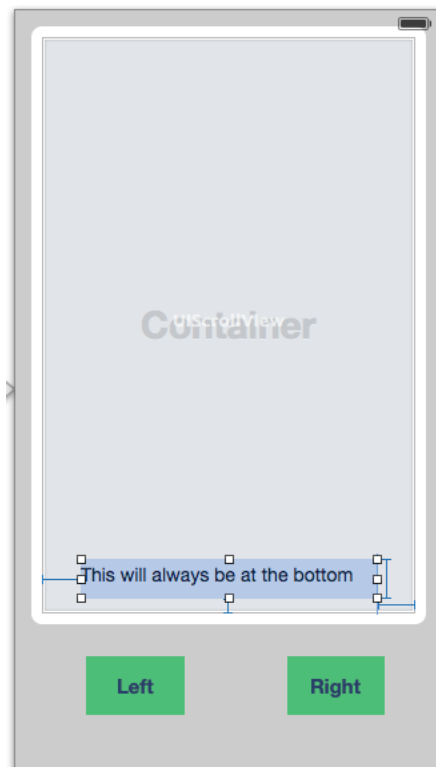 Container
UIScrollView
This will always be at the bottom
Left
Right